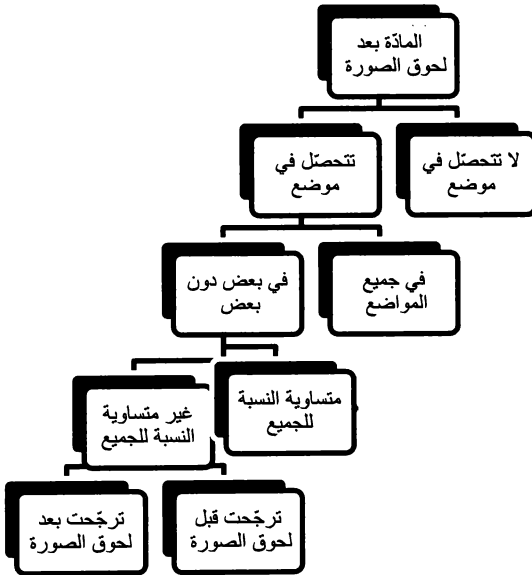 المادّة بعد
لحوق الصورة
لا تتحصّل في
موضع
تتحصّل في
موضع
في جميع
المواضع
في بعض دون
بعض
متساوية النسبة
للجميع
غير متساوية
النسبة للجميع
ترجّحت قبل
لحوق الصورة
ترجّحت بعد
لحوق الصورة